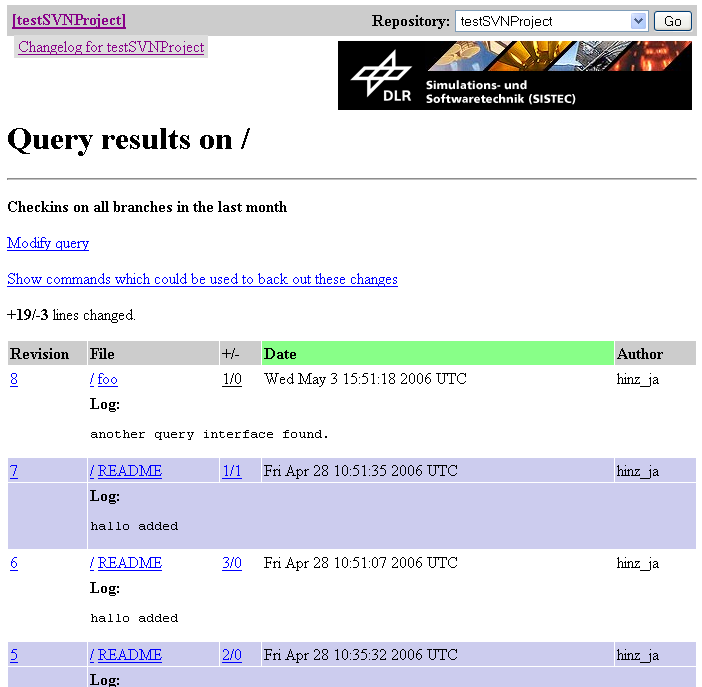 [testSVNProject] Repository: testSVNProject Go
Changelog for testSVNProject
DLR
Simulations- und
Softwaretechnik (SISTEC)
Query results on /
Checkins on all branches in the last month
Modify query
Show commands which could be used to back out these changes
+19/-3 lines changed.
Revision File +/- Date Author
8 / foo 1/0 Wed May 3 15:51:18 2006 UTC hinz_ja
Log:
another query interface found.
7 / README 1/1 Fri Apr 28 10:51:35 2006 UTC hinz_ja
Log:
hallo added
6 / README 3/0 Fri Apr 28 10:51:07 2006 UTC hinz_ja
Log:
hallo added
5 / README 2/0 Fri Apr 28 10:35:32 2006 UTC hinz_ja
Log: